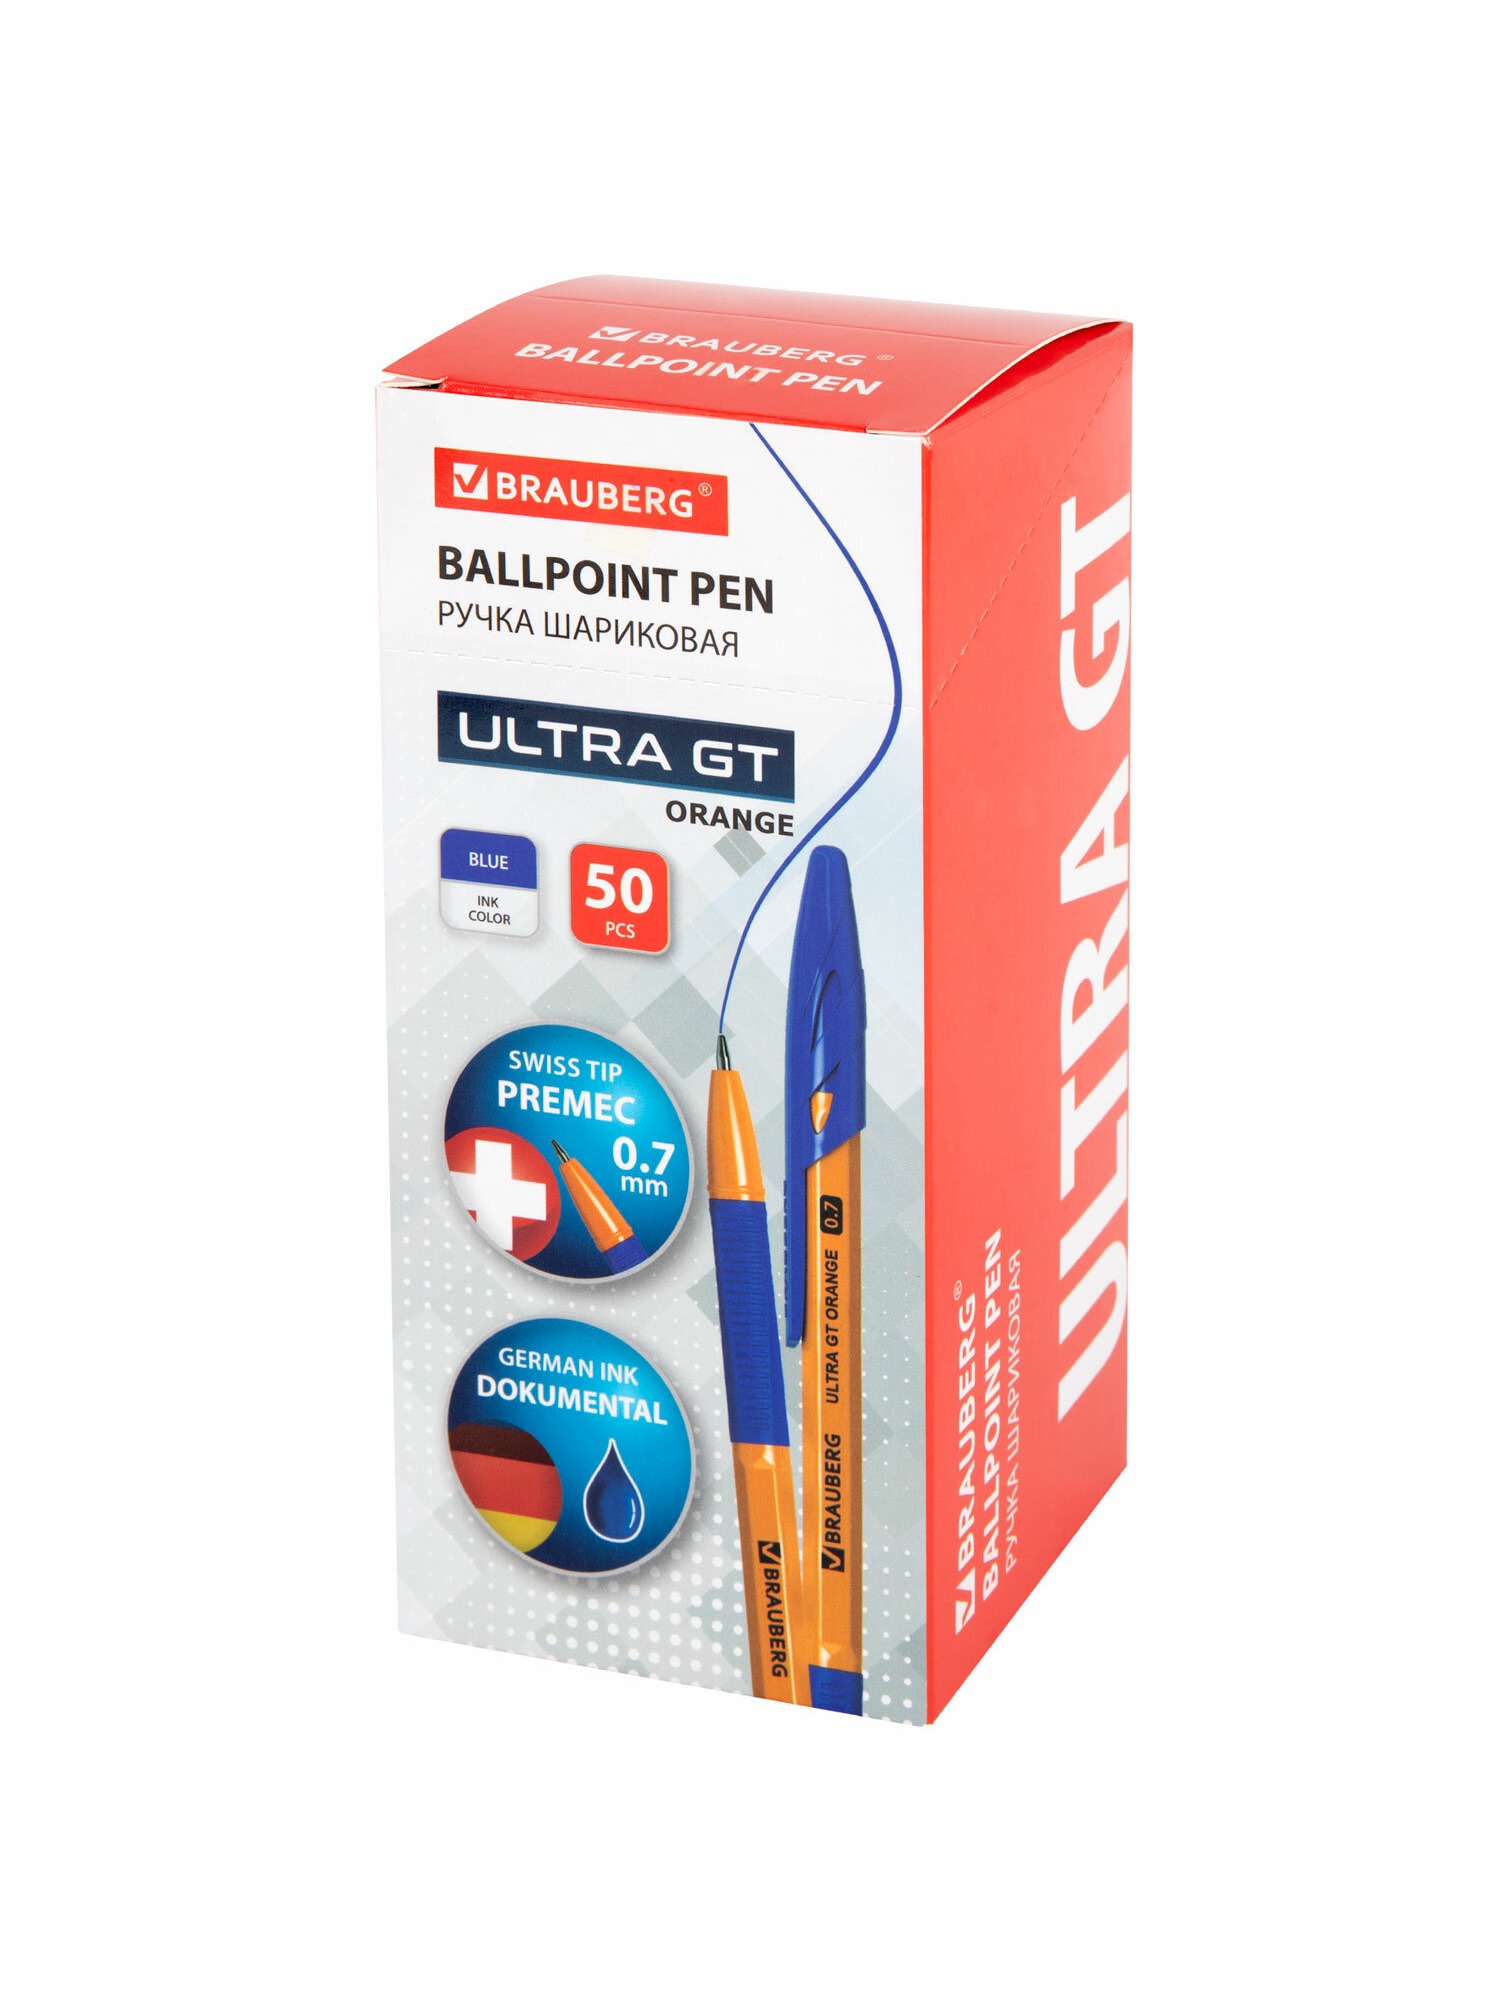 BRAUBERG®
BALLPOINT PEN
BRAUBERG®
BALLPOINT PEN
РУЧКА ШАРИКОВАЯ
ULTRA GT
ORANGE
BLUE
INK
COLOR
50
PCS
SWISS TIP
PREMEC
0.7
mm
GERMAN INK
DOKUMENTAL
BRAUBERG
BRAUBERG ULTRA GT ORANGE 0.7
BRAUBERG®
BALLPOINT PEN
РУЧКА ШАРИКОВАЯ
ULTRA GT